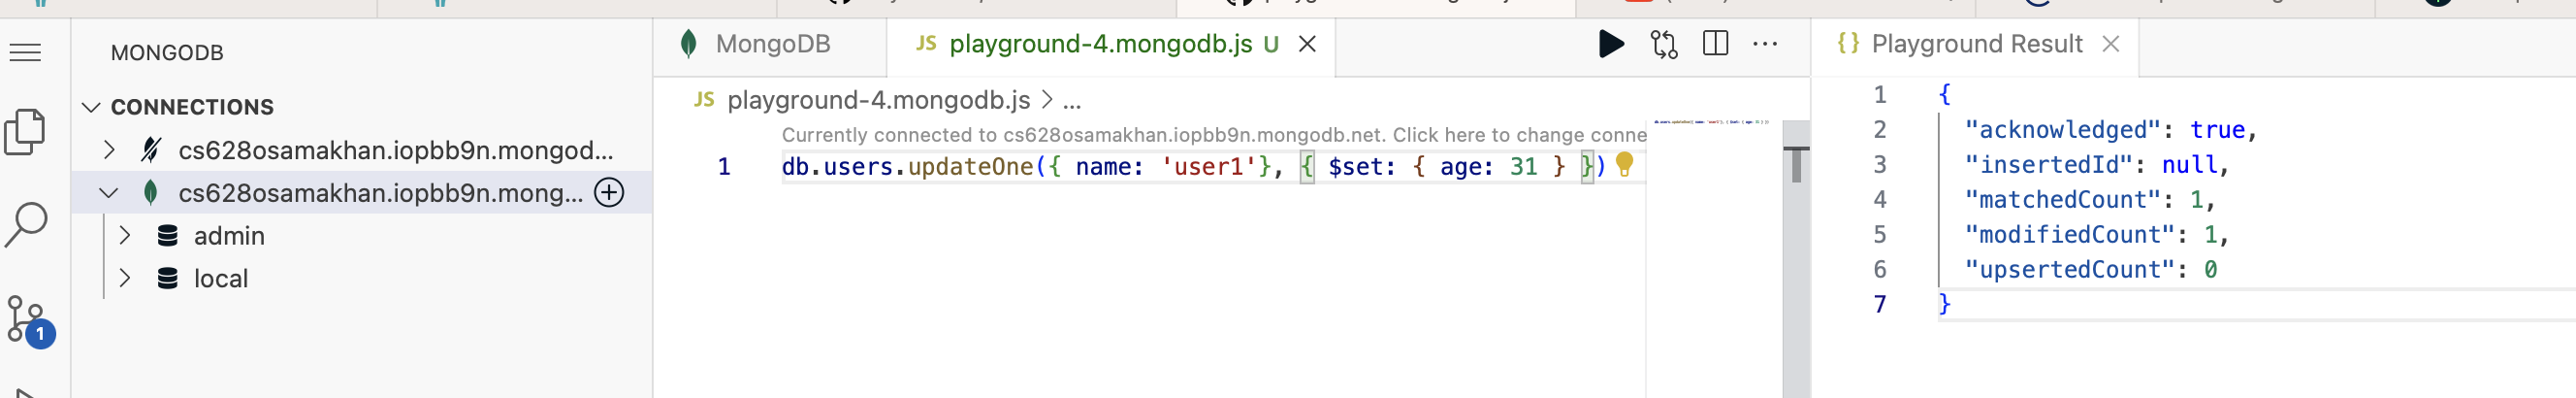 MONGODB
CONNECTIONS
cs628osamakhan.iopbb9n.mongod...
cs628osamakhan.iopbb9n.mong...
admin
local
1
MongoDB
JS playground-4.mongodb.js U
JS playground-4.mongodb.js > ...
Currently connected to cs628osamakhan.iopbb9n.mongodb.net. Click here to change conne
1 db.users.updateOne({ name: 'user1'}, { $set: { age: 31 } })
{} Playground Result
1 {
2 "acknowledged": true,
3 "insertedId": null,
4 "matchedCount": 1,
5 "modifiedCount": 1,
6 "upsertedCount": 0
7 }